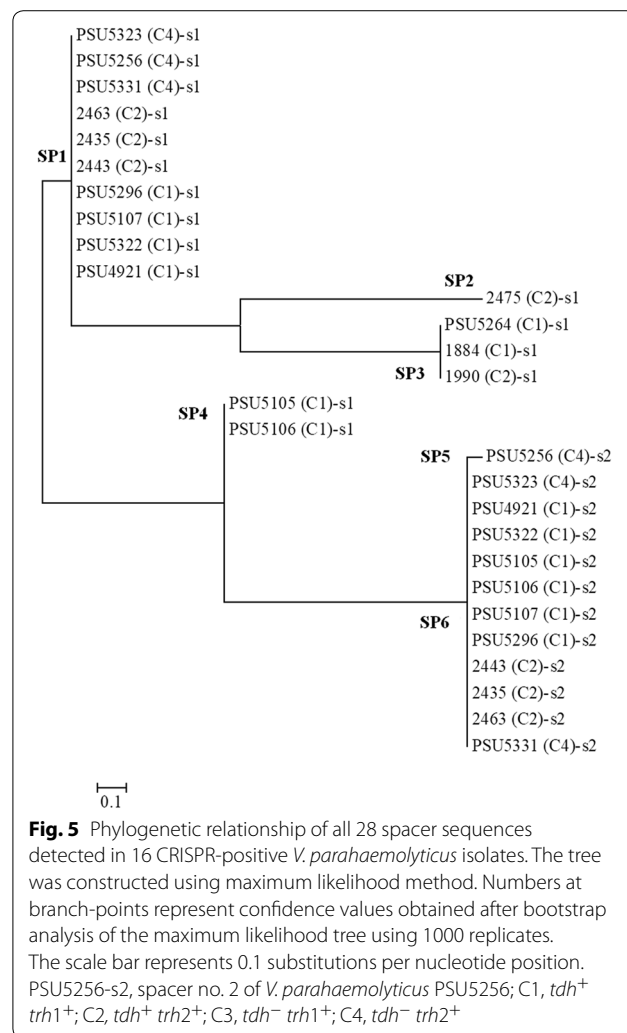 PSU5323 (C4)-s1
PSU5256 (C4)-s1
PSU5331 (C4)-s1
2463 (C2)-s1
2435 (C2)-s1
SP1
2443 (C2)-s1
PSU5296 (C1)-s1
PSU5107 (C1)-s1
PSU5322 (C1)-s1
PSU4921 (C1)-s1
SP2
2475 (C2)-s1
PSU5264 (C1)-s1
1884 (C1)-s1
SP3
1990 (C2)-s1
SP4
PSU5105 (C1)-s1
PSU5106 (C1)-s1
SP5
PSU5256 (C4)-s2
PSU5323 (C4)-s2
PSU4921 (C1)-s2
PSU5322 (C1)-s2
PSU5105 (C1)-s2
PSU5106 (C1)-s2
PSU5107 (C1)-s2
SP6
PSU5296 (C1)-s2
2443 (C2)-s2
2435 (C2)-s2
2463 (C2)-s2
PSU5331 (C4)-s2
0.1
Fig. 5 Phylogenetic relationship of all 28 spacer sequences
detected in 16 CRISPR-positive V. parahaemolyticus isolates. The tree
was constructed using maximum likelihood method. Numbers at
branch-points represent confidence values obtained after bootstrap
analysis of the maximum likelihood tree using 1000 replicates.
The scale bar represents 0.1 substitutions per nucleotide position.
PSU5256-s2, spacer no. 2 of V. parahaemolyticus PSU5256; C1, tdh⁺
trh1⁺; C2, tdh⁺ trh2⁺; C3, tdh⁻ trh1⁺; C4, tdh⁻ trh2⁺